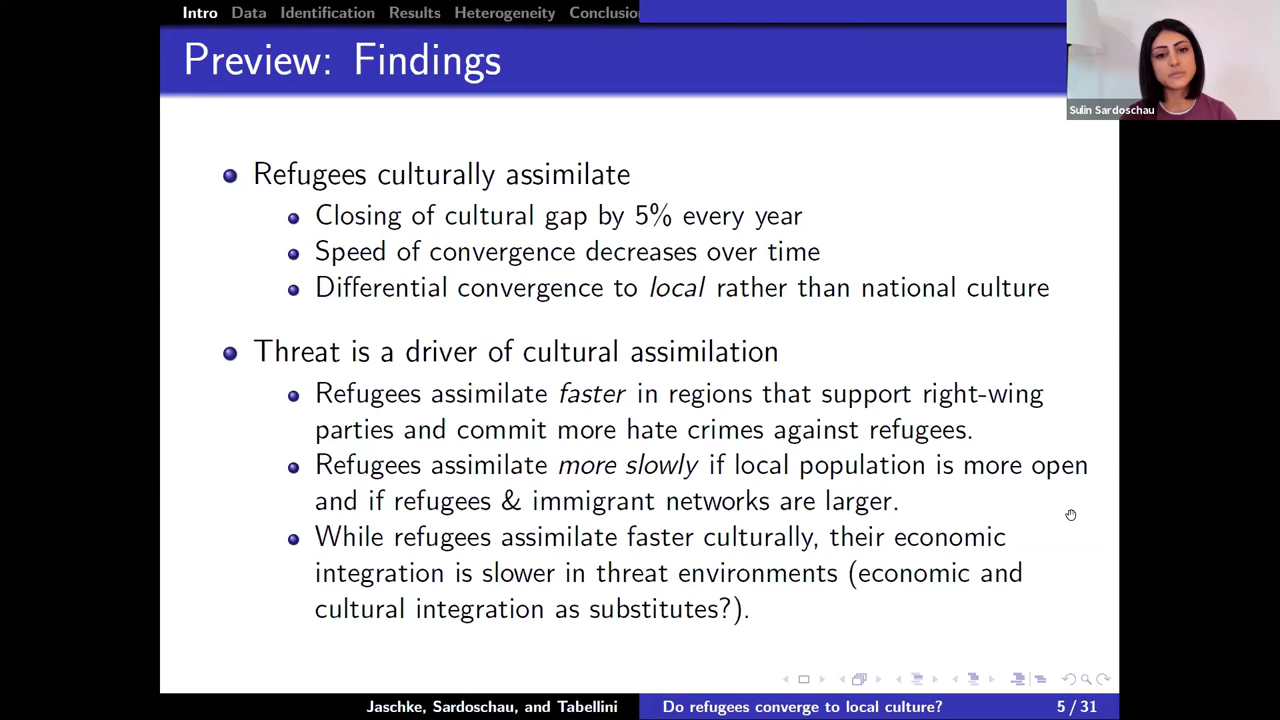 Intro Data Identification Results Heterogeneity Conclusion
Preview: Findings
Sulin Sardoschau
Refugees culturally assimilate
Closing of cultural gap by 5% every year
Speed of convergence decreases over time
Differential convergence to local rather than national culture
Threat is a driver of cultural assimilation
Refugees assimilate faster in regions that support right-wing
parties and commit more hate crimes against refugees.
Refugees assimilate more slowly if local population is more open
and if refugees & immigrant networks are larger.
While refugees assimilate faster culturally, their economic
integration is slower in threat environments (economic and
cultural integration as substitutes?).
Jaschke, Sardoschau, and Tabellini Do refugees converge to local culture? 5 / 31